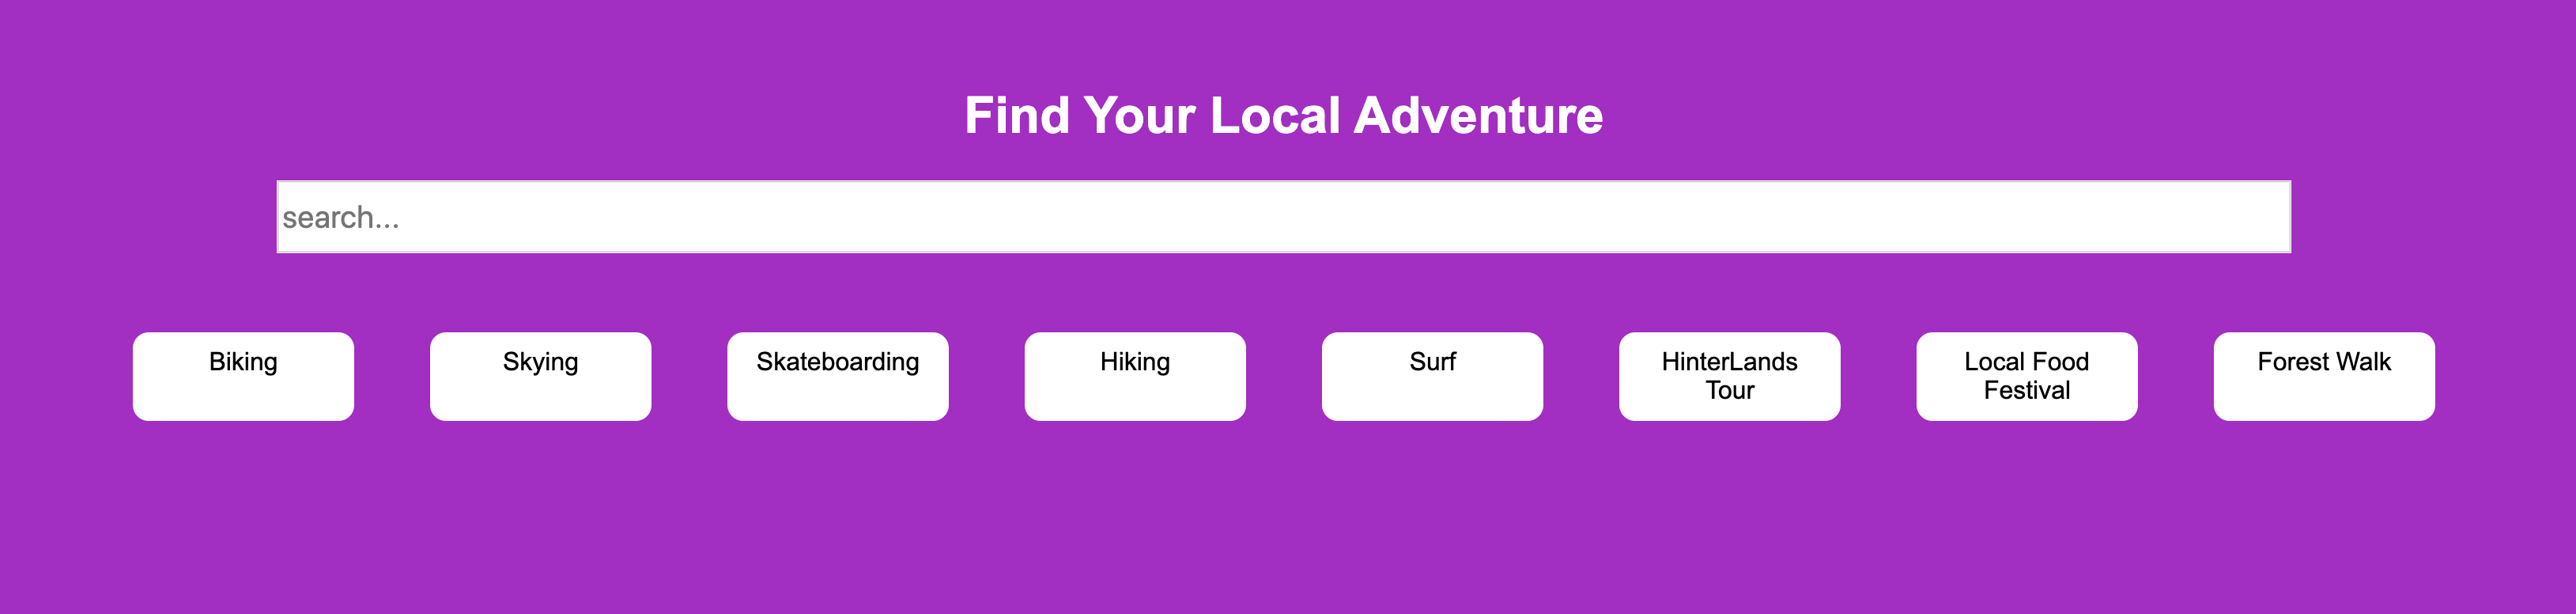 Find Your Local Adventure
search...
Biking
Skying
Skateboarding
Hiking
Surf
HinterLands
Tour
Local Food
Festival
Forest Walk